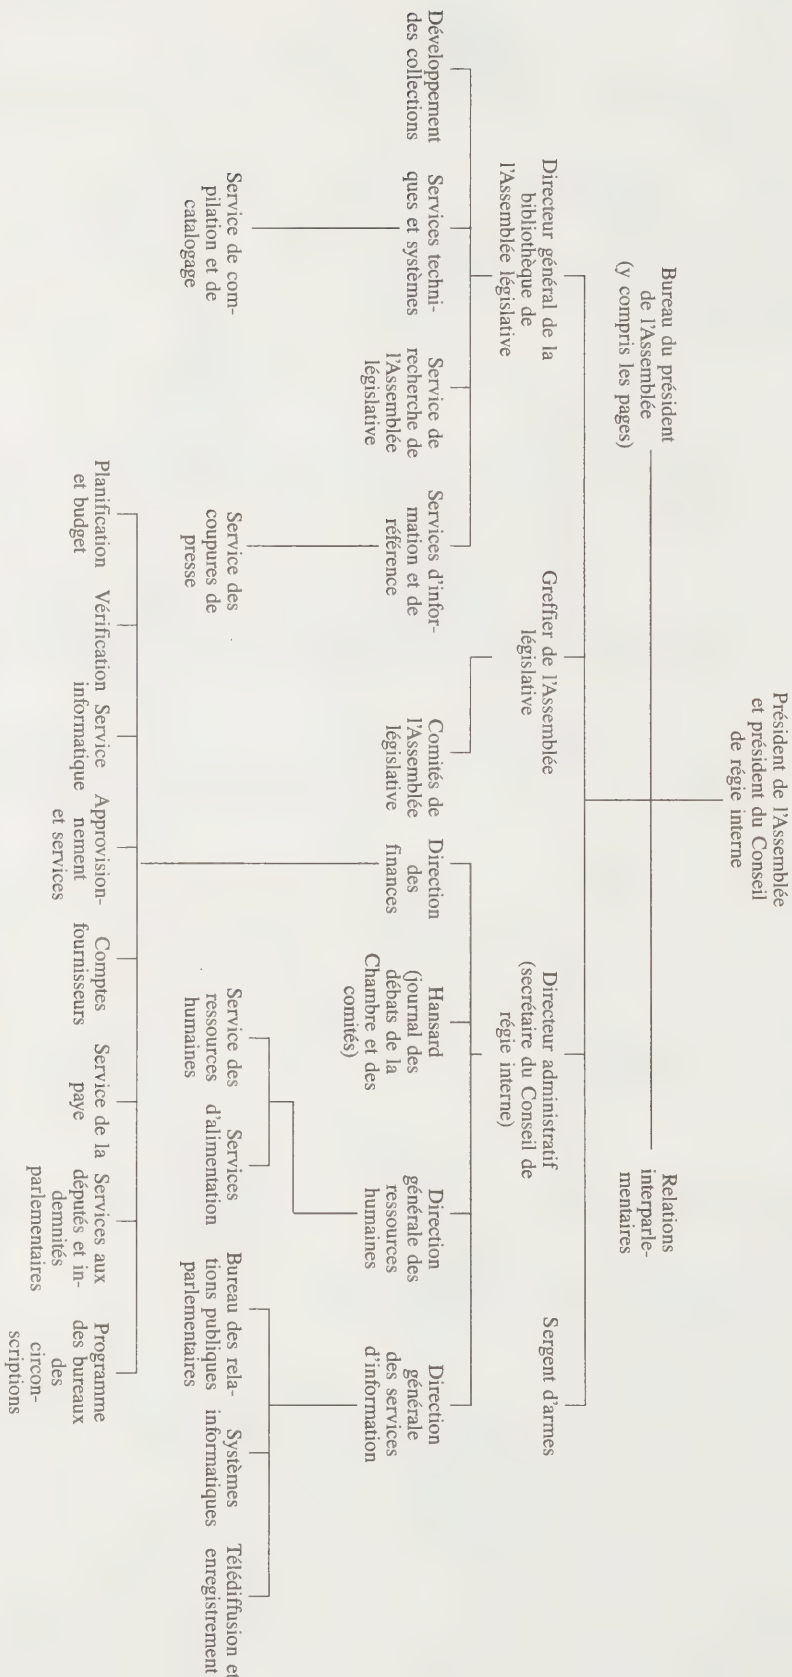 Président de l'Assemblée
et président du Conseil
de régie interne
Bureau du président
de l'Assemblée
(y compris les pages)
Relations
interparle-
mentaires
Directeur général de la
bibliothèque de
l'Assemblée législative
Greffier de l'Assemblée
législative
Directeur administratif
(secrétaire du Conseil de
régie interne)
Sergent d'armes
Développement
des collections
Services techni-
ques et systèmes
Service de
recherche de
l'Assemblée
législative
Services d'infor-
mation et de
référence
Comités de
l'Assemblée
législative
Direction
des
finances
Hansard
(journal des
débats de la
Chambre et des
comités)
Direction
générale des
ressources
humaines
Direction
générale
des services
d'information
Service de com-
pilation et de
catalogage
Service des
coupures de
presse
Service des
ressources
humaines
Services
d'alimentation
Bureau des rela-
tions publiques
parlementaires
Systèmes
informatiques
Télédiffusion et
enregistrement
Planification
et budget
Vérification
Service
informatique
Approvision-
nement
et services
Comptes
fournisseurs
Service de la
paye
Services aux
députés et in-
demnités
parlementaires
Programme
des bureaux
des
circon-
scriptions